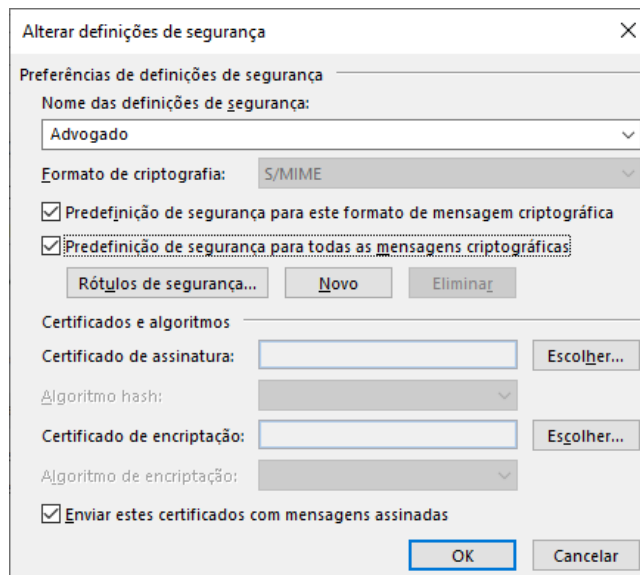 Alterar definições de segurança
Preferências de definições de segurança
Nome das definições de segurança:
Advogado
Formato de criptografia: S/MIME
Predefinição de segurança para este formato de mensagem criptográfica
Predefinição de segurança para todas as mensagens criptográficas
Rótulos de segurança... Novo Eliminar
Certificados e algoritmos
Certificado de assinatura: Escolher...
Algoritmo hash:
Certificado de encriptação: Escolher...
Algoritmo de encriptação:
Enviar estes certificados com mensagens assinadas
OK Cancelar